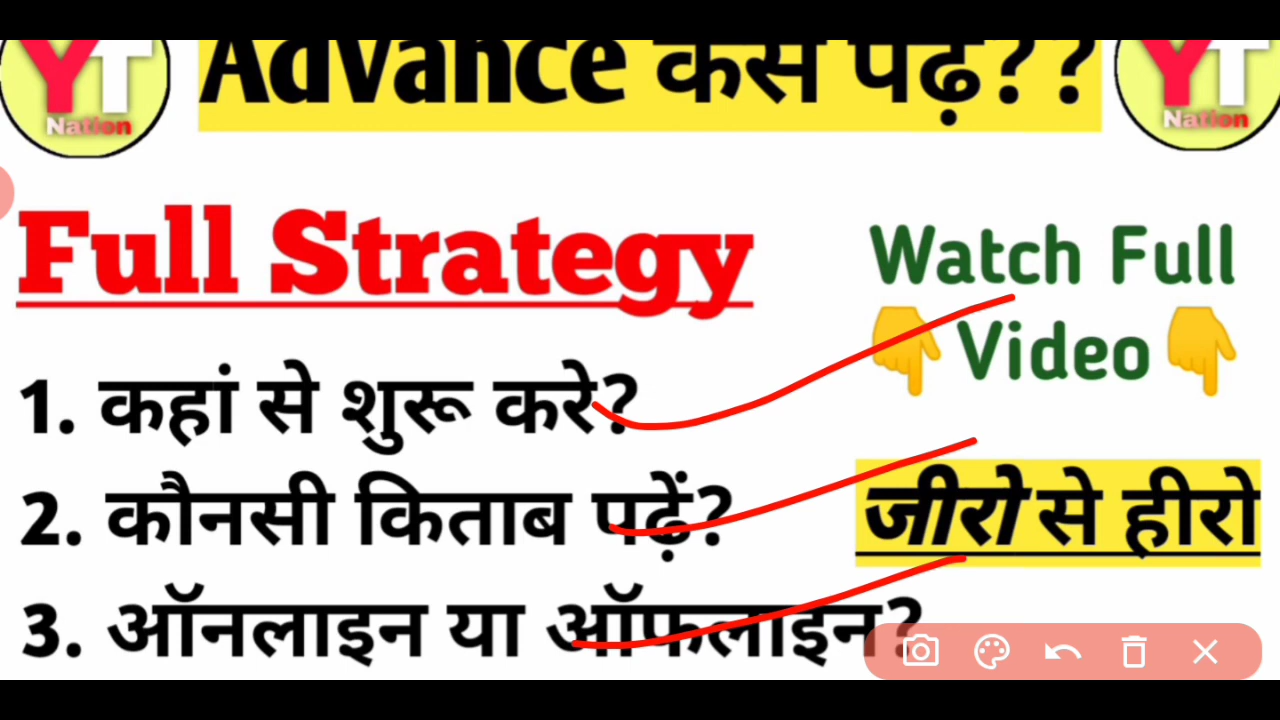 YT Nation
Advance कैसे पढ़ें??
YT Nation
Full Strategy
Watch Full
👇Video👇
1. कहां से शुरू करे?
2. कौनसी किताब पढ़ें?
जीरो से हीरो
3. ऑनलाइन या ऑफलाइन?